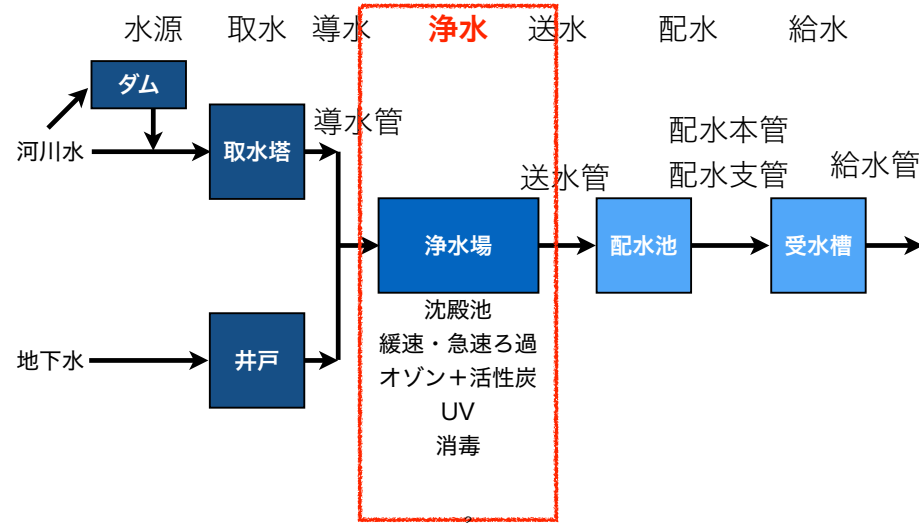 水源 取水 導水 浄水 送水 配水 給水
ダム
河川水
取水塔
導水管
配水本管
配水支管
送水管
給水管
浄水場
配水池
受水槽
沈殿池
緩速・急速ろ過
オゾン＋活性炭
UV
消毒
地下水
井戸